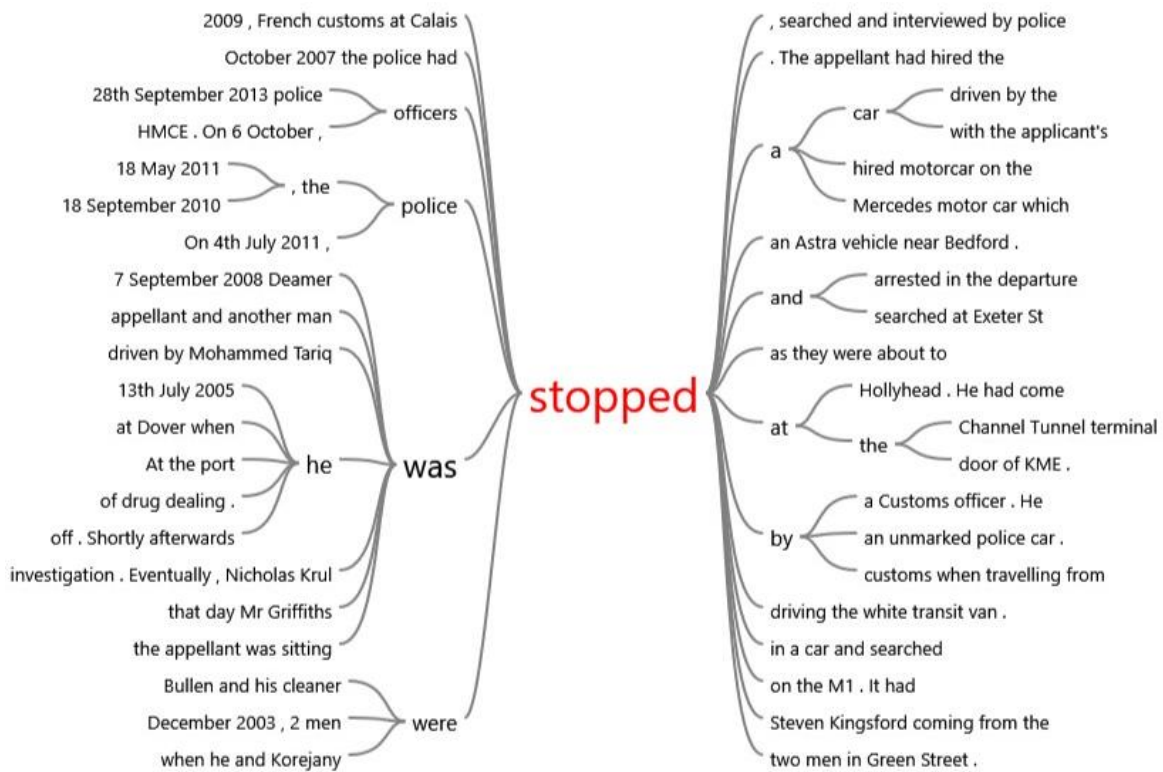 2009 , French customs at Calais
October 2007 the police had
28th September 2013 police
HMCE . On 6 October ,
officers
18 May 2011
18 September 2010
, the
On 4th July 2011 ,
police
7 September 2008 Deamer
appellant and another man
driven by Mohammed Tariq
13th July 2005
at Dover when
At the port
of drug dealing .
off . Shortly afterwards
he
investigation . Eventually , Nicholas Krul
that day Mr Griffiths
the appellant was sitting
was
Bullen and his cleaner
December 2003 , 2 men
when he and Korejany
were
stopped
, searched and interviewed by police
. The appellant had hired the
a
car
driven by the
with the applicant's
hired motorcar on the
Mercedes motor car which
an Astra vehicle near Bedford .
and
arrested in the departure
searched at Exeter St
as they were about to
at
Hollyhead . He had come
the
Channel Tunnel terminal
door of KME .
by
a Customs officer . He
an unmarked police car .
customs when travelling from
driving the white transit van .
in a car and searched
on the M1 . It had
Steven Kingsford coming from the
two men in Green Street .